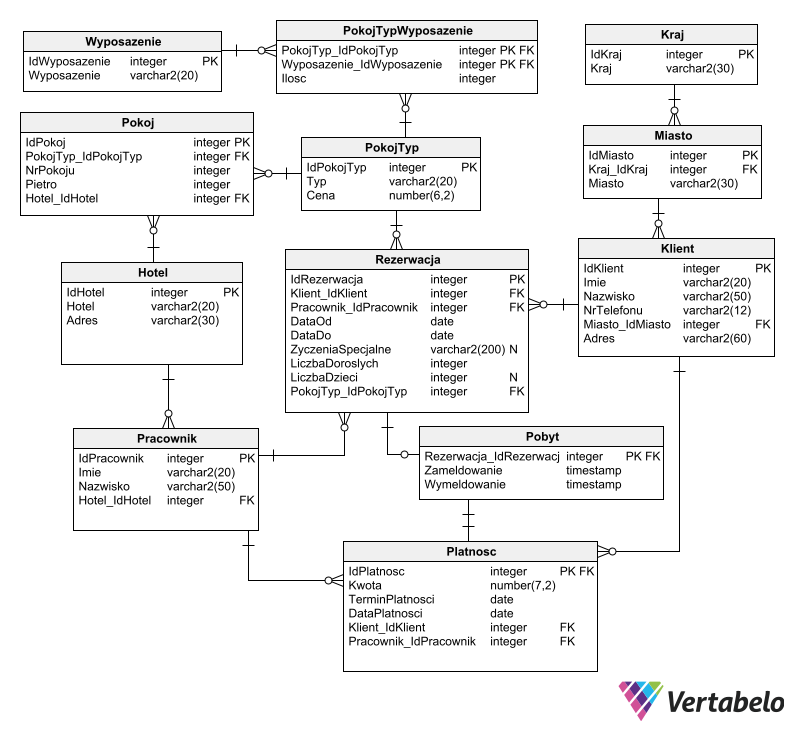 Wyposazenie
IdWyposazenie integer PK
Wyposazenie varchar2(20)
PokojTypWyposazenie
PokojTyp_IdPokojTyp integer PK FK
Wyposazenie_IdWyposazenie integer PK FK
Ilosc integer
Kraj
IdKraj integer PK
Kraj varchar2(30)
Pokoj
IdPokoj integer PK
PokojTyp_IdPokojTyp integer FK
NrPokoju integer
Pietro integer
Hotel_IdHotel integer FK
PokojTyp
IdPokojTyp integer PK
Typ varchar2(20)
Cena number(6,2)
Miasto
IdMiasto integer PK
Kraj_IdKraj integer FK
Miasto varchar2(30)
Hotel
IdHotel integer PK
Hotel varchar2(20)
Adres varchar2(30)
Rezerwacja
IdRezerwacja integer PK
Klient_IdKlient integer FK
Pracownik_IdPracownik integer FK
DataOd date
DataDo date
ZyczeniaSpecjalne varchar2(200) N
LiczbaDoroslych integer
LiczbaDzieci integer N
PokojTyp_IdPokojTyp integer FK
Klient
IdKlient integer PK
Imie varchar2(20)
Nazwisko varchar2(50)
NrTelefonu varchar2(12)
Miasto_IdMiasto integer FK
Adres varchar2(60)
Pracownik
IdPracownik integer PK
Imie varchar2(20)
Nazwisko varchar2(50)
Hotel_IdHotel integer FK
Pobyt
Rezerwacja_IdRezerwacj integer PK FK
Zameldowanie timestamp
Wymeldowanie timestamp
Platnosc
IdPlatnosc integer PK FK
Kwota number(7,2)
TerminPlatnosci date
DataPlatnosci date
Klient_IdKlient integer FK
Pracownik_IdPracownik integer FK
Vertabelo